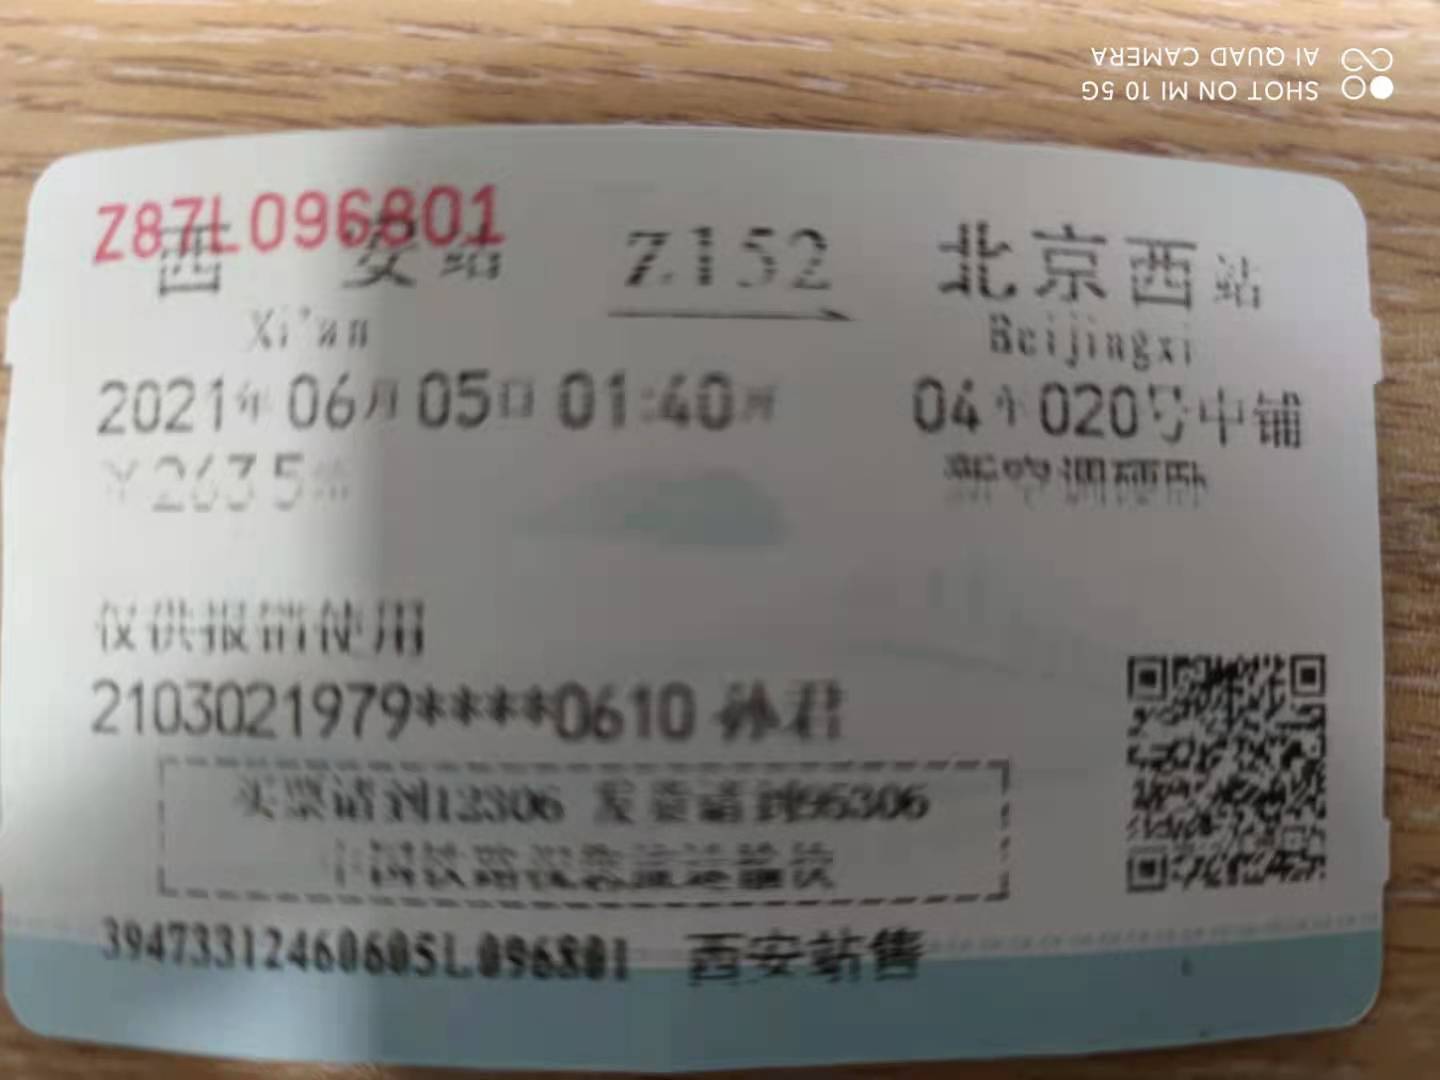 SHOT ON MI 10 5G
AI QUAD CAMERA
Z87L096801
西安站 Z152 北京西站
Xi'an Beijingxi
2021年06月05日 01:40开 04车020号中铺
¥263.5元 新空调硬卧
仅供报销使用
2103021979****0610 孙君
买票请到12306 发货请到95306
中国铁路祝您旅途愉快
39473312460605L096801 西安站售